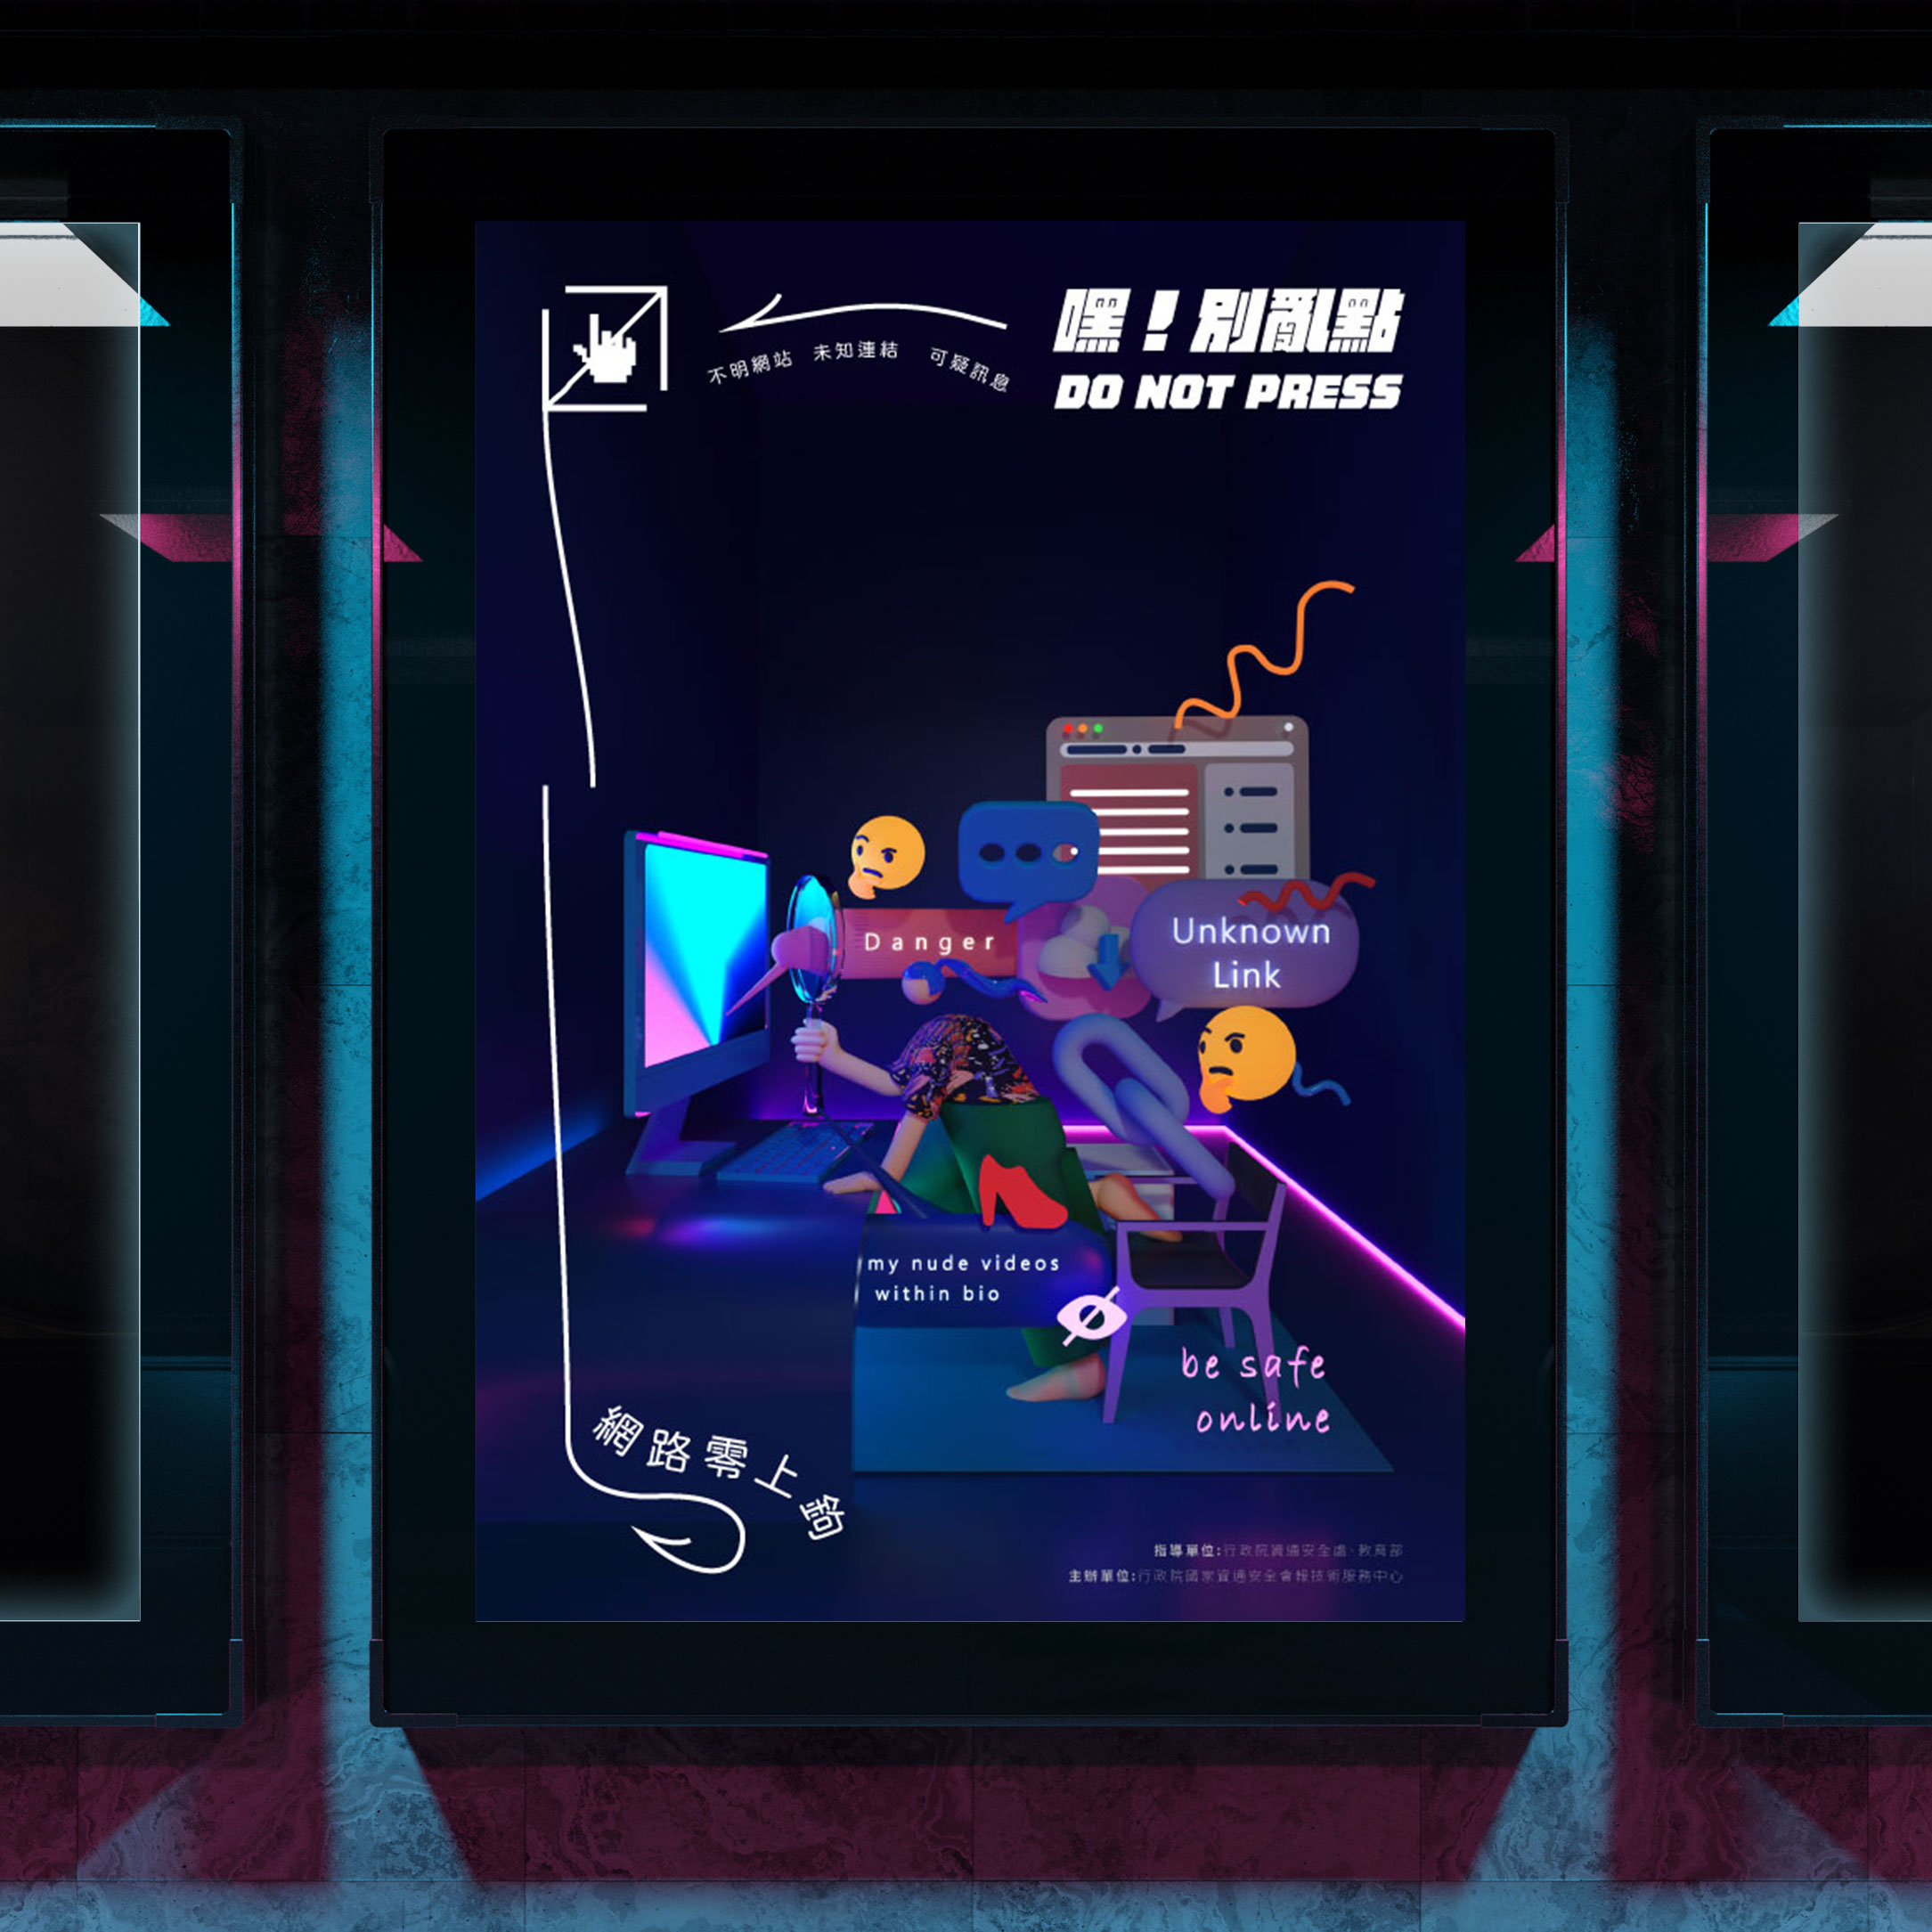 嘿！別亂點
DO NOT PRESS
不明網站 未知連結 可疑訊息
Danger
Unknown
Link
my nude videos
within bio
be safe
online
網路零上鉤
指導單位:行政院資通安全處·教育部
主辦單位:行政院國家資通安全會報技術服務中心